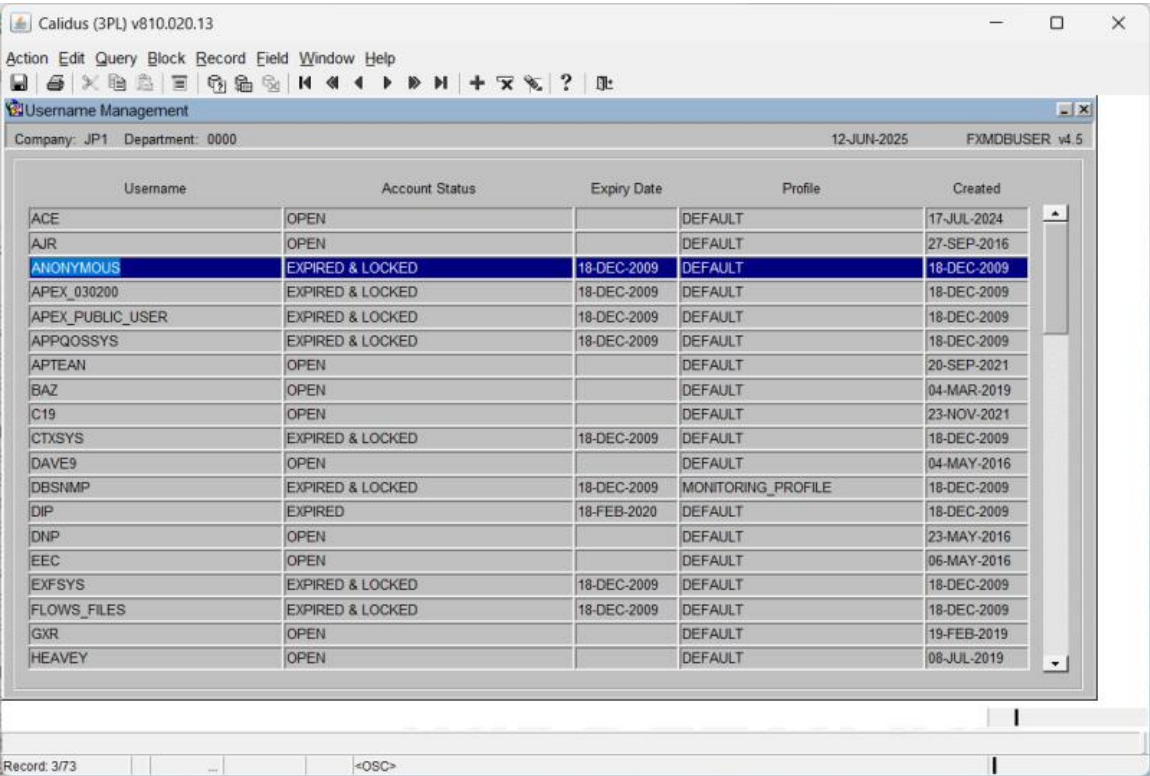 Calidus (3PL) v810.020.13
Action Edit Query Block Record Field Window Help
Username Management
Company: JP1 Department: 0000 12-JUN-2025 FXMDBUSER v4.5
Username Account Status Expiry Date Profile Created
ACE OPEN DEFAULT 17-JUL-2024
AJR OPEN DEFAULT 27-SEP-2016
ANONYMOUS EXPIRED & LOCKED 18-DEC-2009 DEFAULT 18-DEC-2009
APEX_030200 EXPIRED & LOCKED 18-DEC-2009 DEFAULT 18-DEC-2009
APEX_PUBLIC_USER EXPIRED & LOCKED 18-DEC-2009 DEFAULT 18-DEC-2009
APPQOSSYS EXPIRED & LOCKED 18-DEC-2009 DEFAULT 18-DEC-2009
APTEAN OPEN DEFAULT 20-SEP-2021
BAZ OPEN DEFAULT 04-MAR-2019
C19 OPEN DEFAULT 23-NOV-2021
CTXSYS EXPIRED & LOCKED 18-DEC-2009 DEFAULT 18-DEC-2009
DAVE9 OPEN DEFAULT 04-MAY-2016
DBSNMP EXPIRED & LOCKED 18-DEC-2009 MONITORING_PROFILE 18-DEC-2009
DIP EXPIRED 18-FEB-2020 DEFAULT 18-DEC-2009
DNP OPEN DEFAULT 23-MAY-2016
EEC OPEN DEFAULT 06-MAY-2016
EXFSYS EXPIRED & LOCKED 18-DEC-2009 DEFAULT 18-DEC-2009
FLOWS_FILES EXPIRED & LOCKED 18-DEC-2009 DEFAULT 18-DEC-2009
GXR OPEN DEFAULT 19-FEB-2019
HEAVEY OPEN DEFAULT 08-JUL-2019
Record: 3/73 ... <OSC>